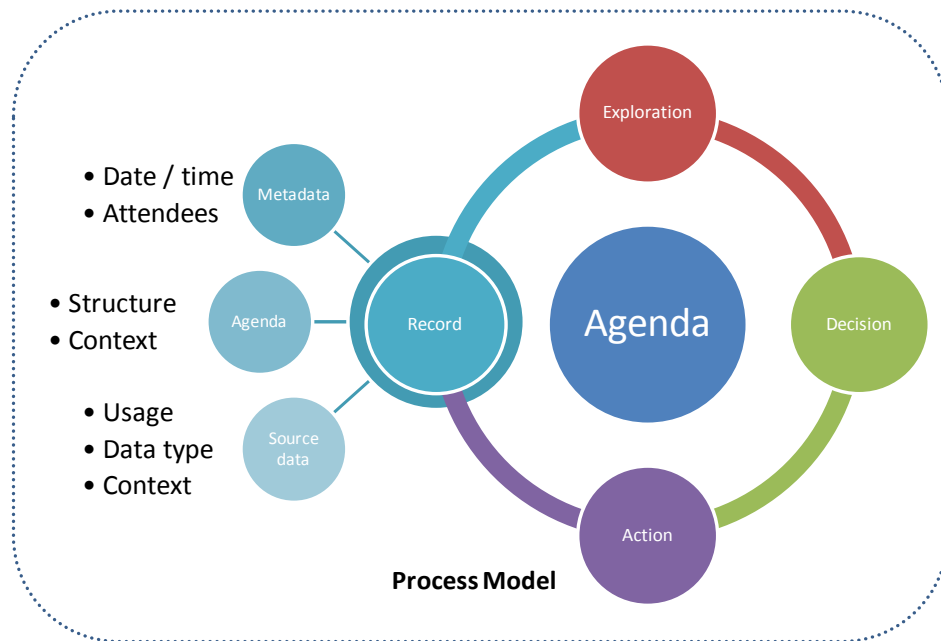 Exploration
• Date / time
• Attendees
Metadata
• Structure
• Context
Agenda
Record
Agenda
Decision
• Usage
• Data type
• Context
Source
data
Action
Process Model